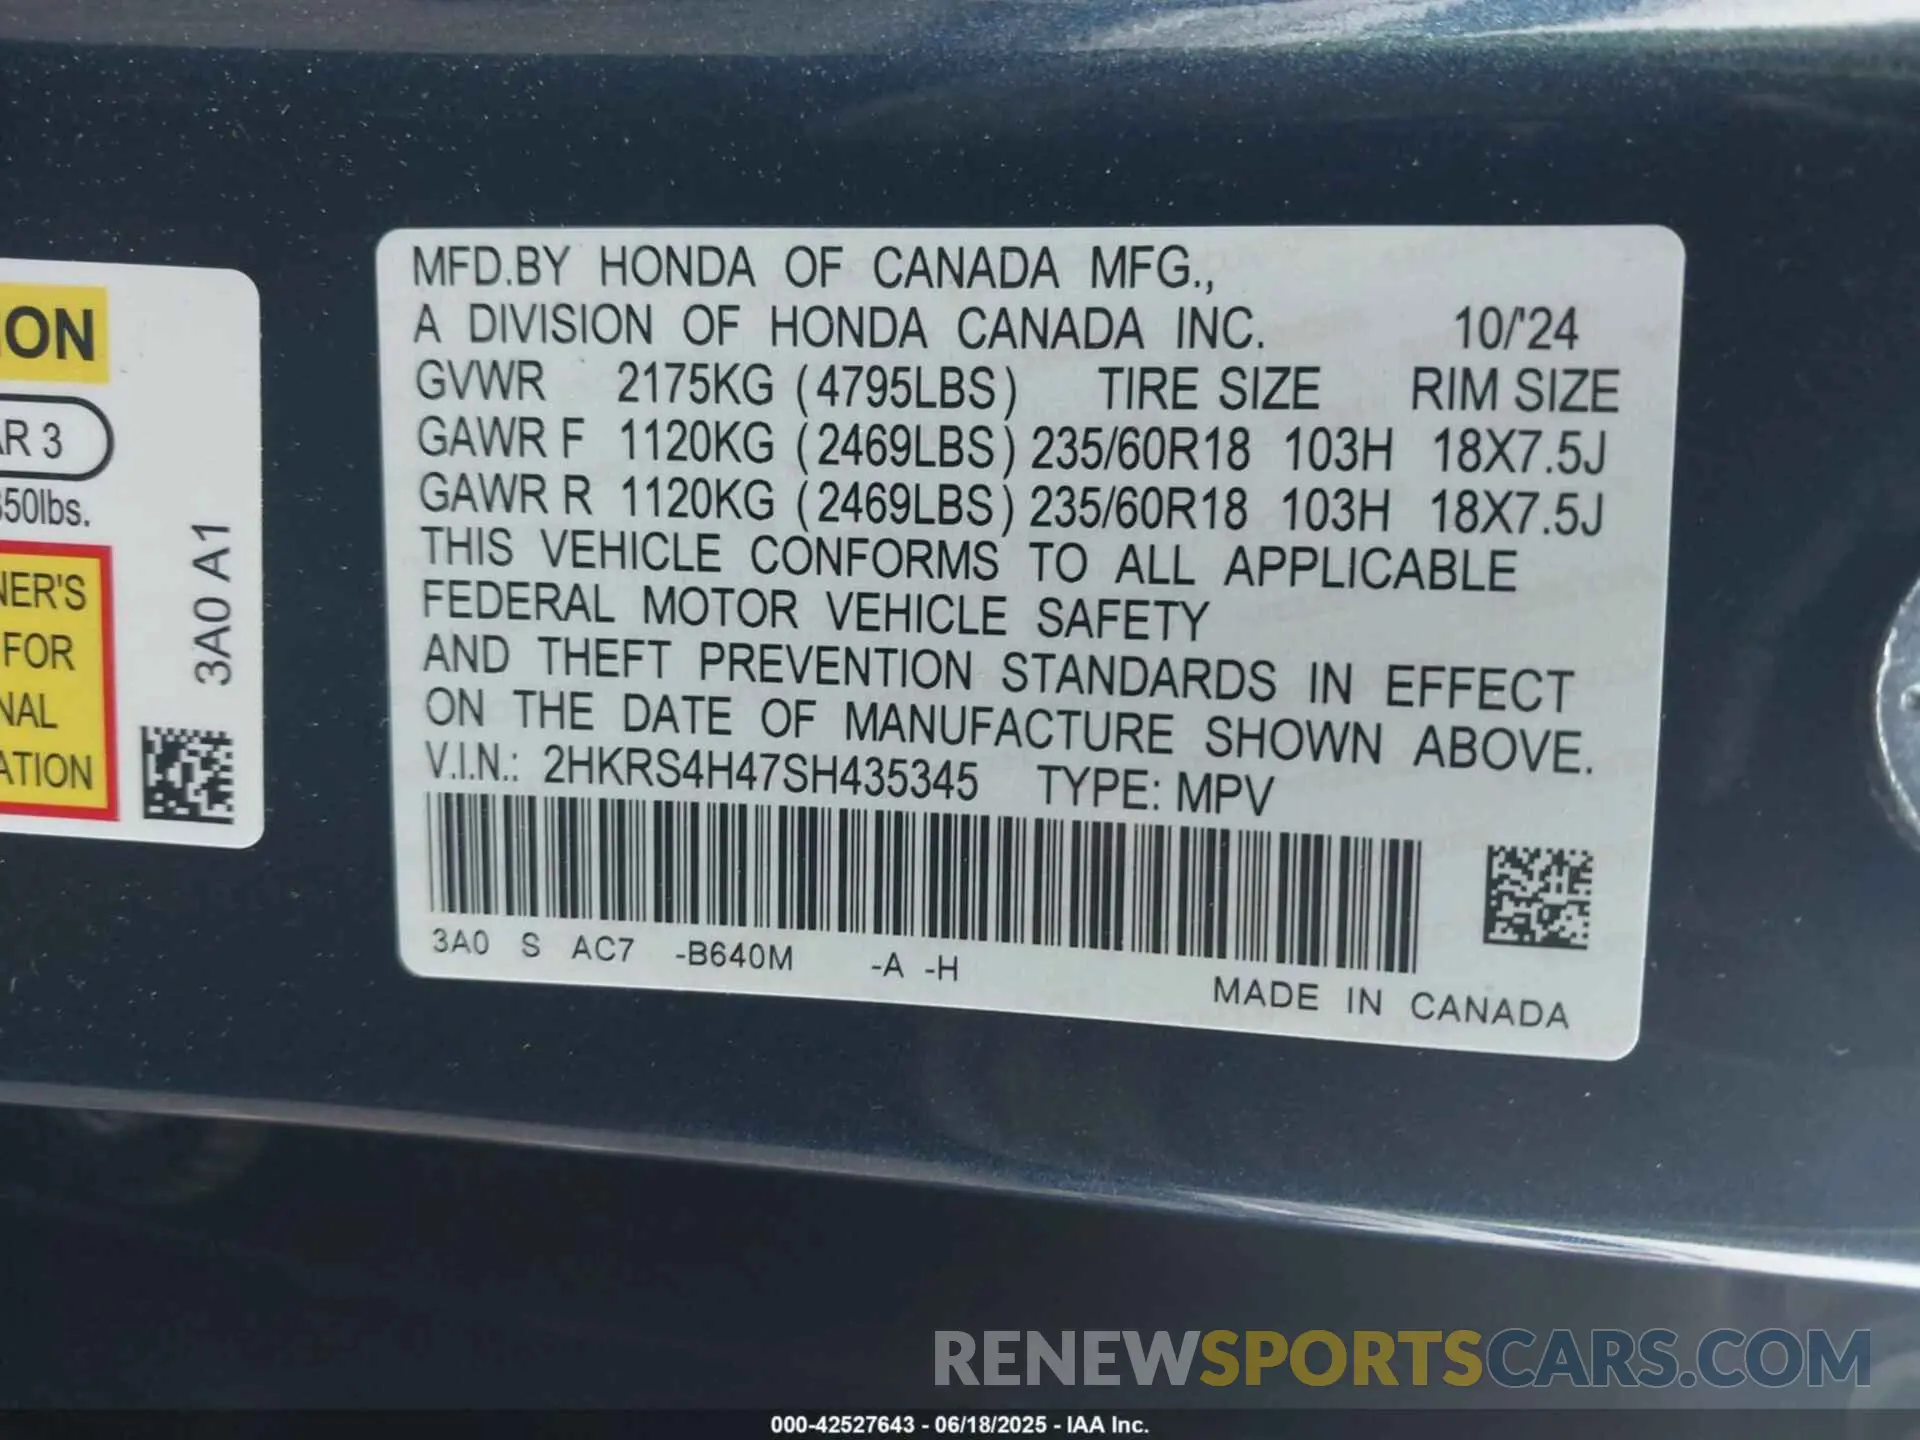 ION
AR 3
50lbs.
NER'S
FOR
NAL
ATION
3A0 A1
MFD.BY HONDA OF CANADA MFG.,
A DIVISION OF HONDA CANADA INC. 10/'24
GVWR 2175KG (4795LBS) TIRE SIZE RIM SIZE
GAWR F 1120KG (2469LBS) 235/60R18 103H 18X7.5J
GAWR R 1120KG (2469LBS) 235/60R18 103H 18X7.5J
THIS VEHICLE CONFORMS TO ALL APPLICABLE
FEDERAL MOTOR VEHICLE SAFETY
AND THEFT PREVENTION STANDARDS IN EFFECT
ON THE DATE OF MANUFACTURE SHOWN ABOVE.
V.I.N.: 2HKRS4H47SH435345 TYPE: MPV
3A0 S AC7 -B640M -A -H
MADE IN CANADA
RENEWSPORTSCARS.COM
000-42527643 - 06/18/2025 - IAA Inc.